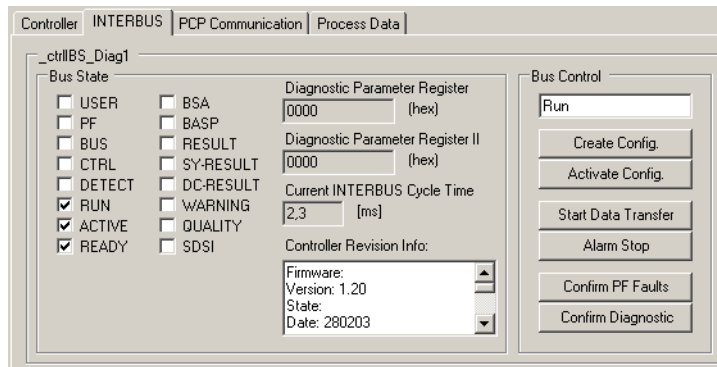 Controller INTERBUS PCP Communication Process Data
_ctrlIBS_Diag1
Bus State
USER
PF
BUS
CTRL
DETECT
RUN
ACTIVE
READY
BSA
BASP
RESULT
SY-RESULT
DC-RESULT
WARNING
QUALITY
SDSI
Diagnostic Parameter Register
0000 (hex)
Diagnostic Parameter Register II
0000 (hex)
Current INTERBUS Cycle Time
2,3 [ms]
Controller Revision Info:
Firmware:
Version: 1.20
State:
Date: 280203
Bus Control
Run
Create Config.
Activate Config.
Start Data Transfer
Alarm Stop
Confirm PF Faults
Confirm Diagnostic